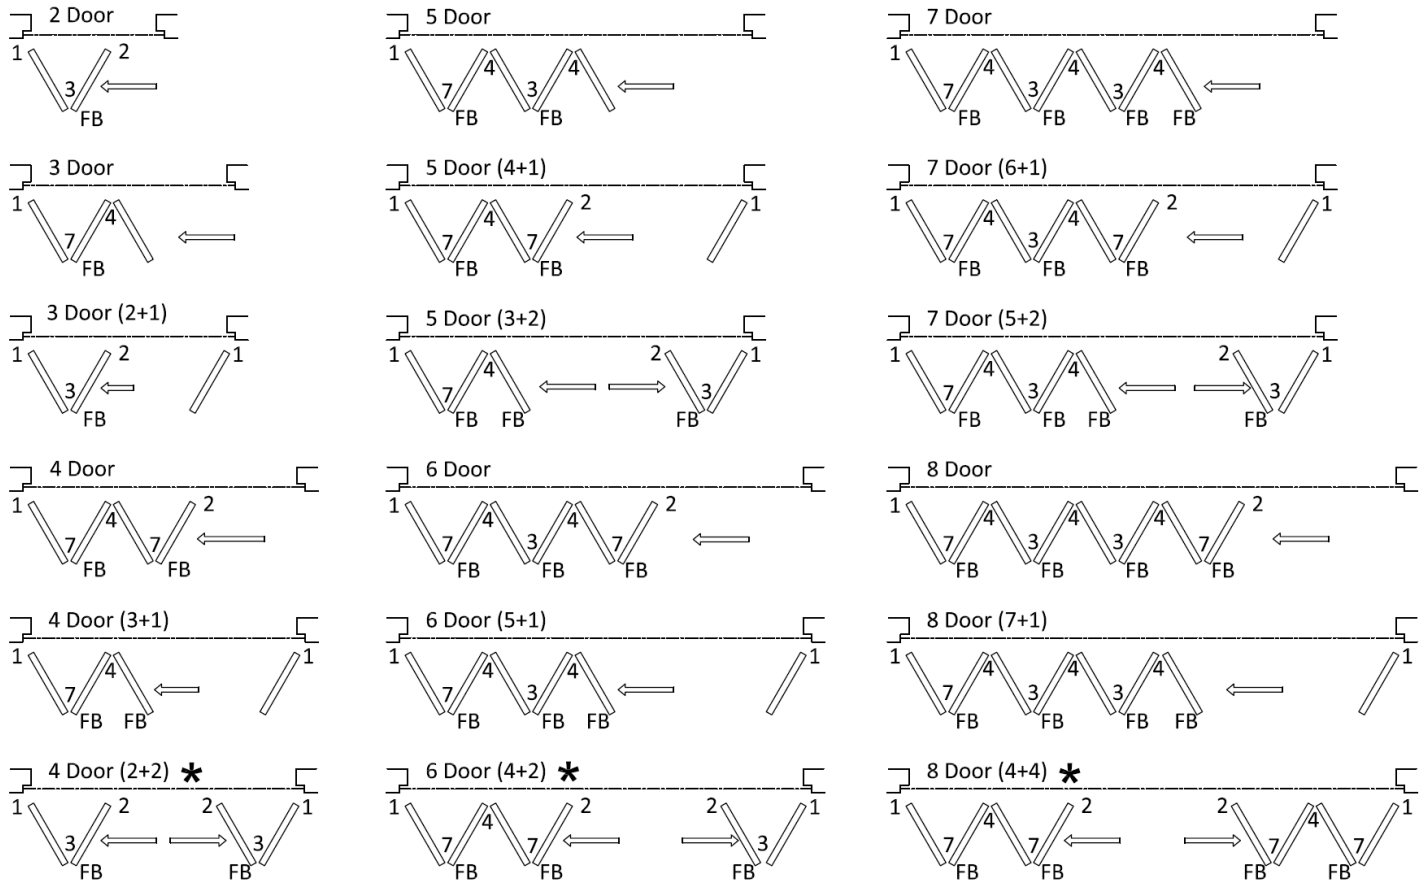 2 Door
1 2
3
FB
5 Door
1 4 4
7 3
FB FB
7 Door
1 4 4 4
7 3 3
FB FB FB FB
3 Door
1 4
7
FB
5 Door (4+1)
1 4 2 1
7 7
FB FB
7 Door (6+1)
1 4 4 2 1
7 3 7
FB FB FB
3 Door (2+1)
1 2 1
3
FB
5 Door (3+2)
1 4 2 1
7 3
FB FB FB
7 Door (5+2)
1 4 4 2 1
7 3 3
FB FB FB FB
4 Door
1 4 2
7 7
FB FB
6 Door
1 4 4 2
7 3 7
FB FB FB
8 Door
1 4 4 4 2
7 3 3 7
FB FB FB FB
4 Door (3+1)
1 4 1
7
FB FB
6 Door (5+1)
1 4 4 1
7 3
FB FB FB
8 Door (7+1)
1 4 4 4 1
7 3 3
FB FB FB FB
4 Door (2+2) *
1 2 2 1
3 3
FB FB
6 Door (4+2) *
1 4 2 2 1
7 7 3
FB FB FB
8 Door (4+4) *
1 4 2 2 4 1
7 7 7 7
FB FB FB FB